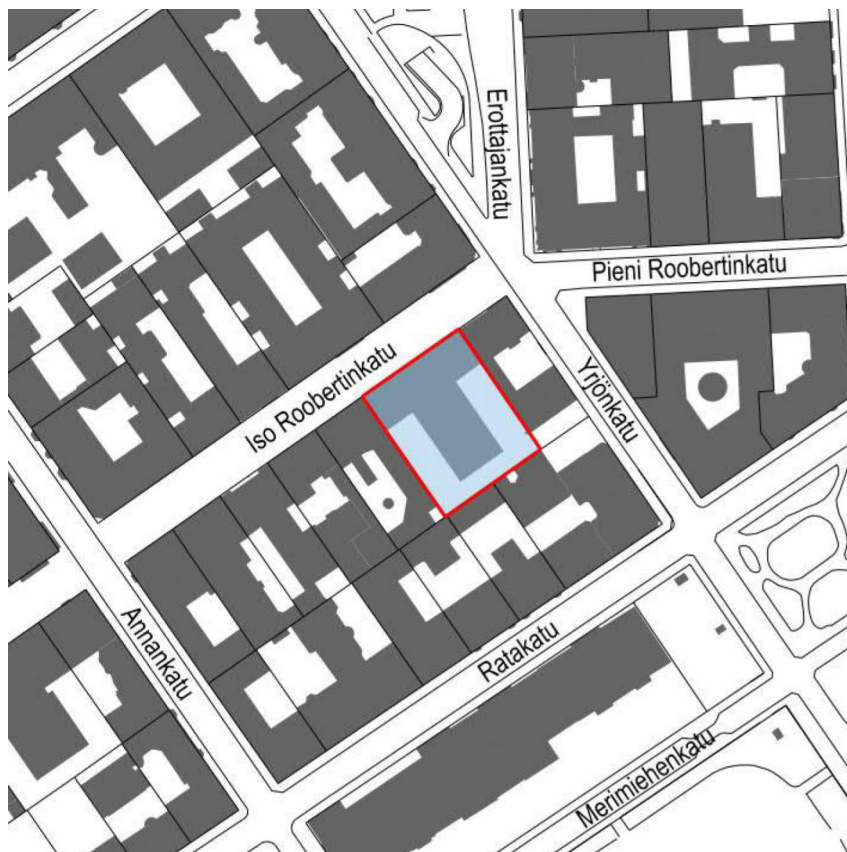 Erottajankatu
Pieni Roobertinkatu
Iso Roobertinkatu
Yrjönkatu
Annankatu
Ratakatu
Merimiehenkatu